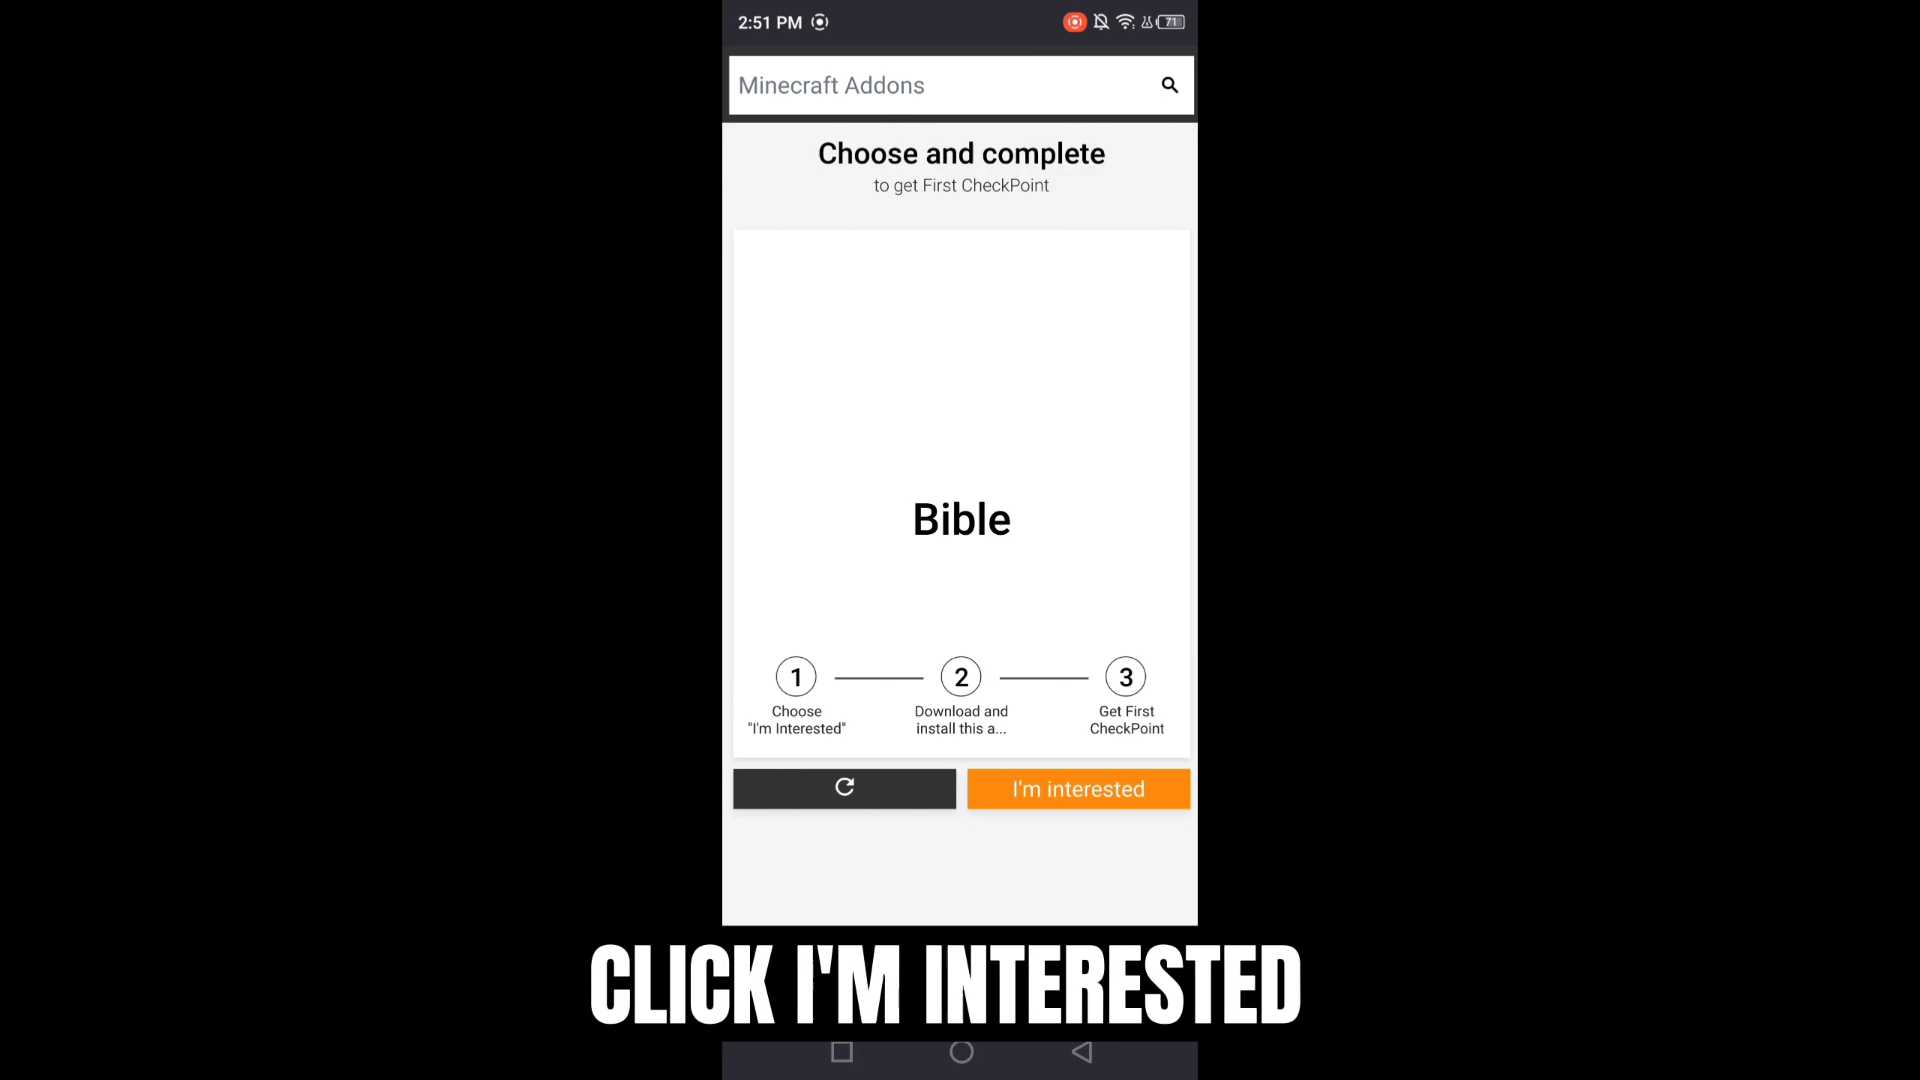 2:51 PM
71
Minecraft Addons
Choose and complete
to get First CheckPoint
Bible
1
2
3
Choose
"I'm Interested"
Download and
install this a...
Get First
CheckPoint
I'm interested
CLICK I'M INTERESTED